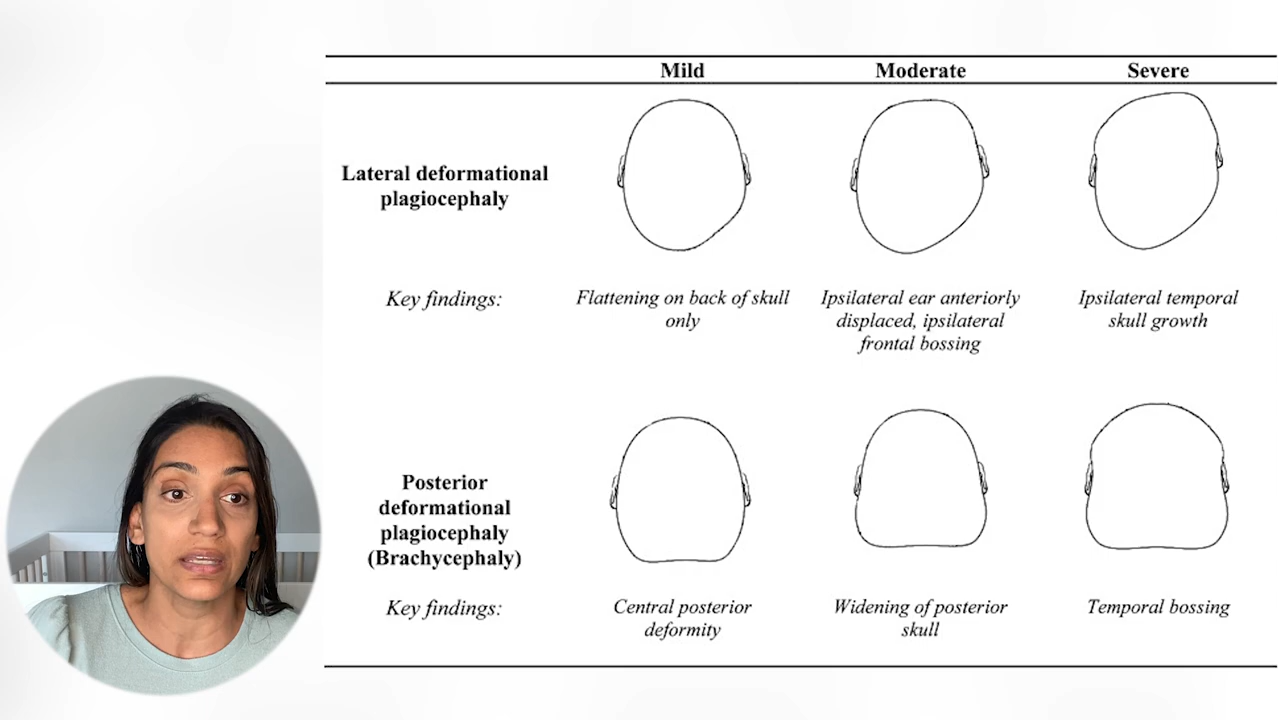 Mild Moderate Severe
Lateral deformational
plagiocephaly
Key findings:
Flattening on back of skull
only
Ipsilateral ear anteriorly
displaced, ipsilateral
frontal bossing
Ipsilateral temporal
skull growth
Posterior
deformational
plagiocephaly
(Brachycephaly)
Key findings:
Central posterior
deformity
Widening of posterior
skull
Temporal bossing